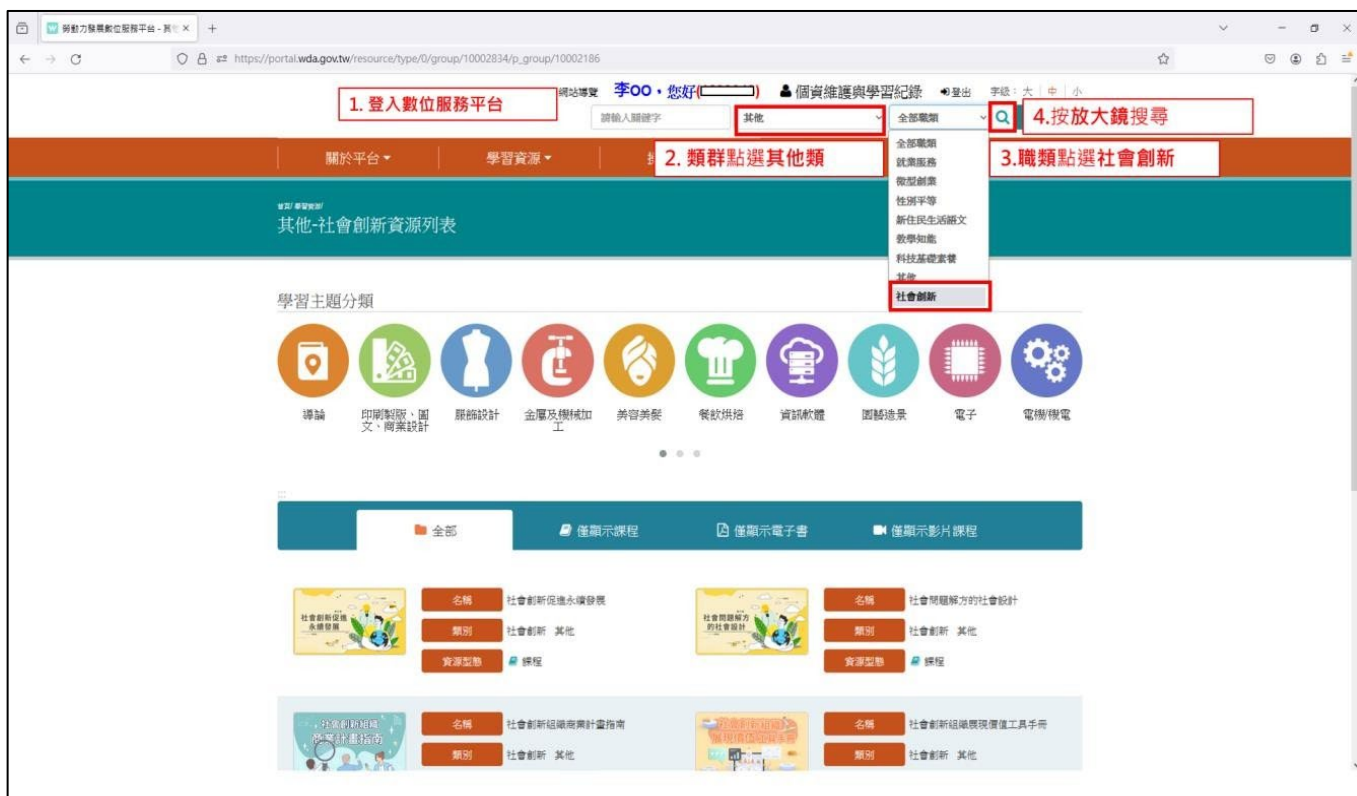 勞動力發展數位服務平台 - 其他
https://portal.wda.gov.tw/resource/type/0/group/10002834/p_group/10002186
1. 登入數位服務平台
網站導覽 李OO,您好( ) 個資維護與學習紀錄 登出 字級:大 中 小
請輸入關鍵字 其他 全部職類 4.按放大鏡搜尋
關於平台 學習資源 2. 類群點選其他類 3.職類點選社會創新
全部職類
就業服務
微型創業
性別平等
新住民生活語文
教學知能
科技基礎素養
其他
社會創新
首頁/ 學習資源/
其他-社會創新資源列表
學習主題分類
導論 印刷製版、圖文、商業設計 服飾設計 金屬及機械加工 美容美髮 餐飲烘焙 資訊軟體 園藝造景 電子 電機/機電
全部 僅顯示課程 僅顯示電子書 僅顯示影片課程
社會創新促進
永續發展
名稱 社會創新促進永續發展
類別 社會創新 其他
資源型態 課程
社會問題解方
的社會設計
名稱 社會問題解方的社會設計
類別 社會創新 其他
資源型態 課程
社會創新組織
商業計畫指南
名稱 社會創新組織商業計畫指南
類別 社會創新 其他
社會創新組織
展現價值工具手冊
名稱 社會創新組織展現價值工具手冊
類別 社會創新 其他